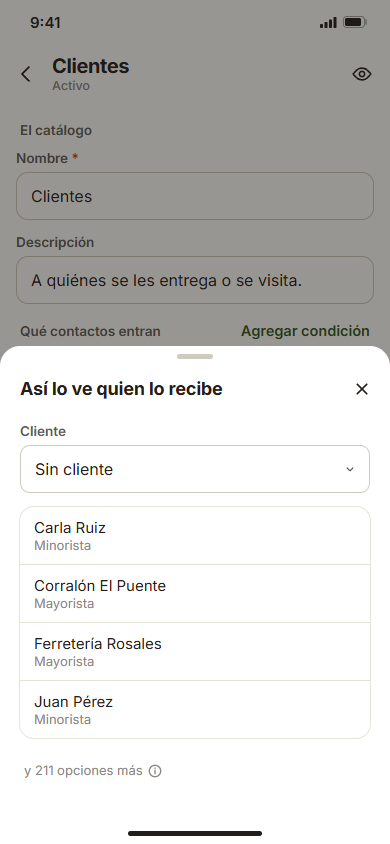 9:41
Clientes
Activo
El catálogo
Nombre *
Clientes
Descripción
A quiénes se les entrega o se visita.
Qué contactos entran
Agregar condición
Así lo ve quien lo recibe
Cliente
Sin cliente
Carla Ruiz
Minorista
Corralón El Puente
Mayorista
Ferretería Rosales
Mayorista
Juan Pérez
Minorista
y 211 opciones más